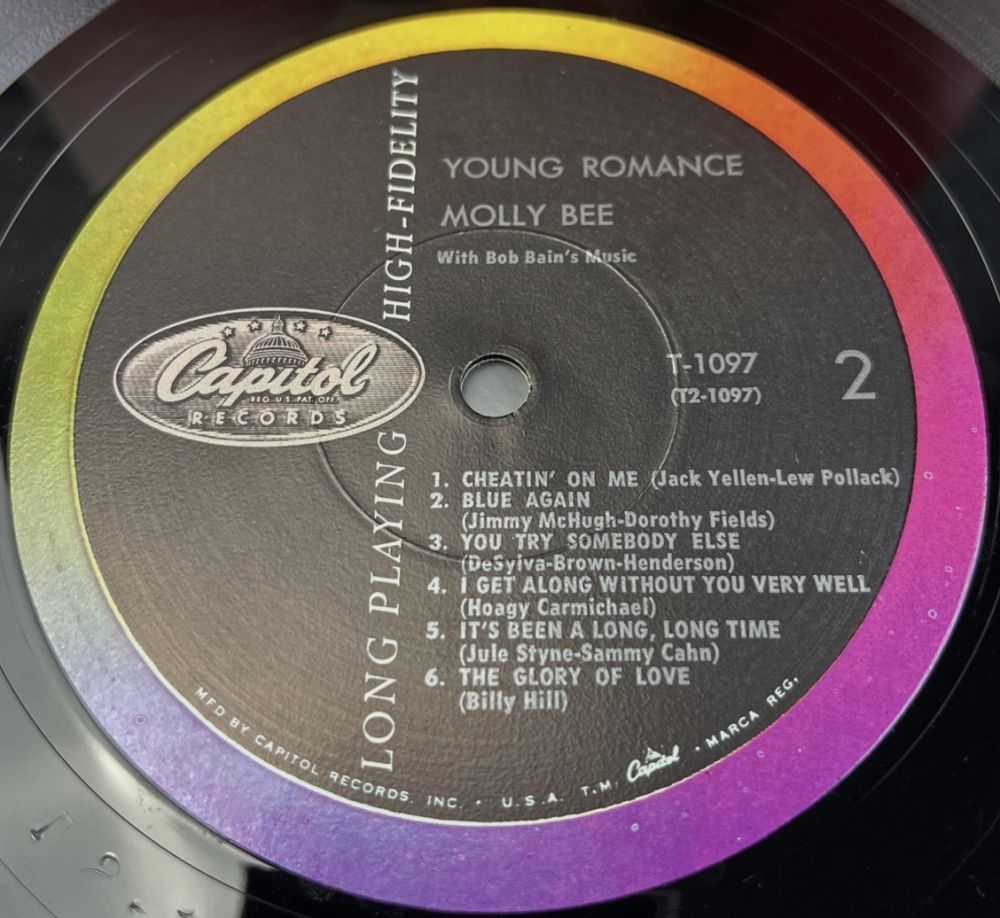 LONG PLAYING HIGH-FIDELITY
YOUNG ROMANCE
MOLLY BEE
With Bob Bain's Music
Capitol
REG. U.S. PAT. OFF.
RECORDS
T-1097
(T2-1097)
2
1. CHEATIN' ON ME (Jack Yellen-Lew Pollack)
2. BLUE AGAIN
(Jimmy McHugh-Dorothy Fields)
3. YOU TRY SOMEBODY ELSE
(DeSylva-Brown-Henderson)
4. I GET ALONG WITHOUT YOU VERY WELL
(Hoagy Carmichael)
5. IT'S BEEN A LONG, LONG TIME
(Jule Styne-Sammy Cahn)
6. THE GLORY OF LOVE
(Billy Hill)
MFD BY CAPITOL RECORDS, INC. • U.S.A. T.M. Capitol • MARCA REG.
1 2